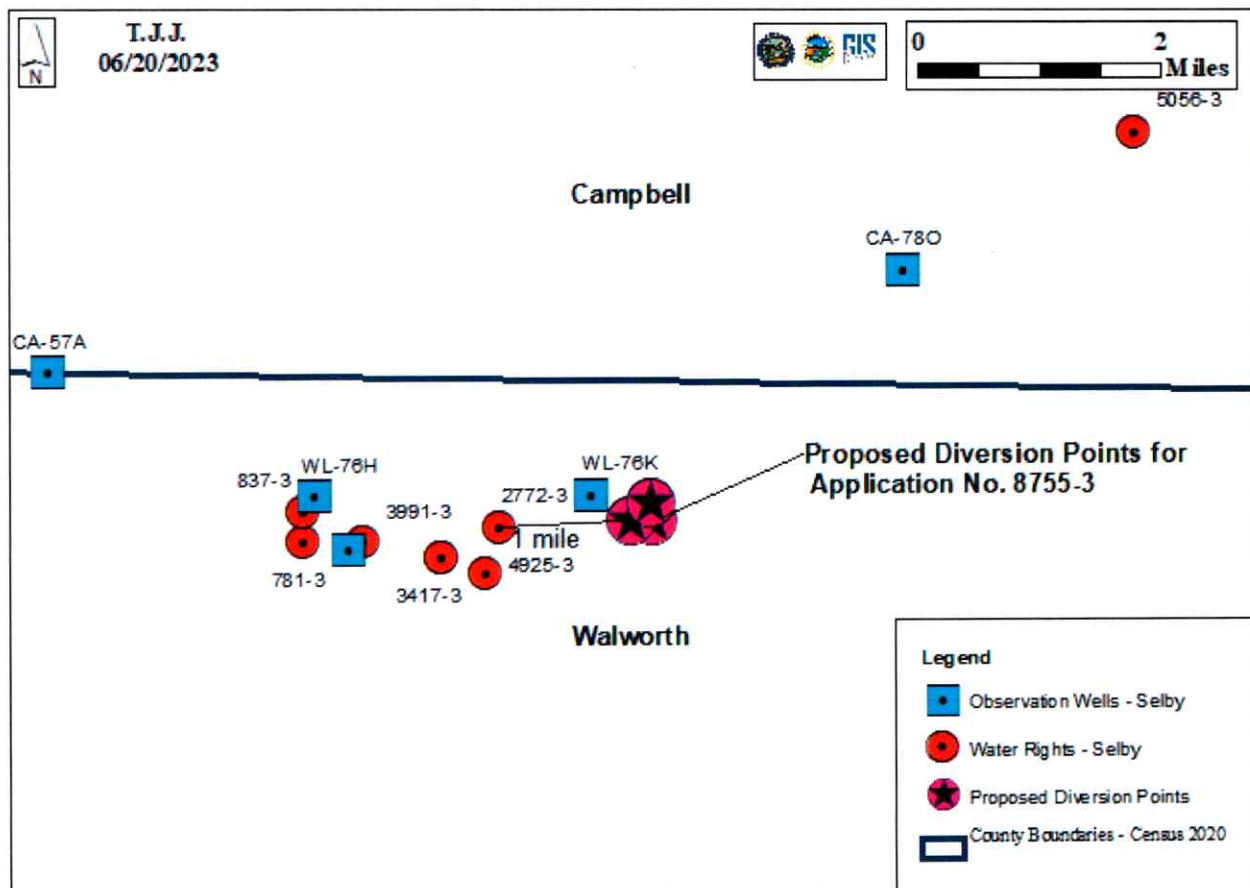 T.J.J.
06/20/2023
N
GIS
0 2
Miles
5056-3
Campbell
CA-78O
CA-57A
Proposed Diversion Points for
Application No. 8755-3
WL-76H
WL-76K
837-3
2772-3
3991-3
1 mile
781-3
4925-3
3417-3
Walworth
Legend
Observation Wells - Selby
Water Rights - Selby
Proposed Diversion Points
County Boundaries - Census 2020